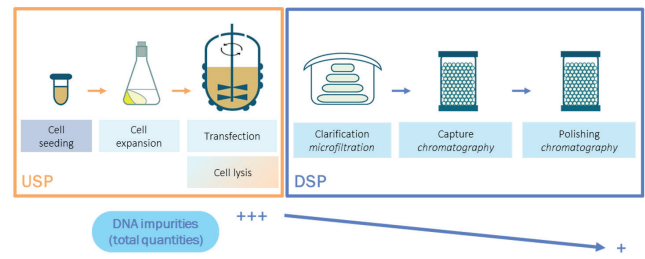 Cell
seeding
Cell
expansion
Transfection
Cell lysis
USP
Clarification
microfiltration
Capture
chromatography
Polishing
chromatography
DSP
DNA impurities
(total quantities)
+++
+